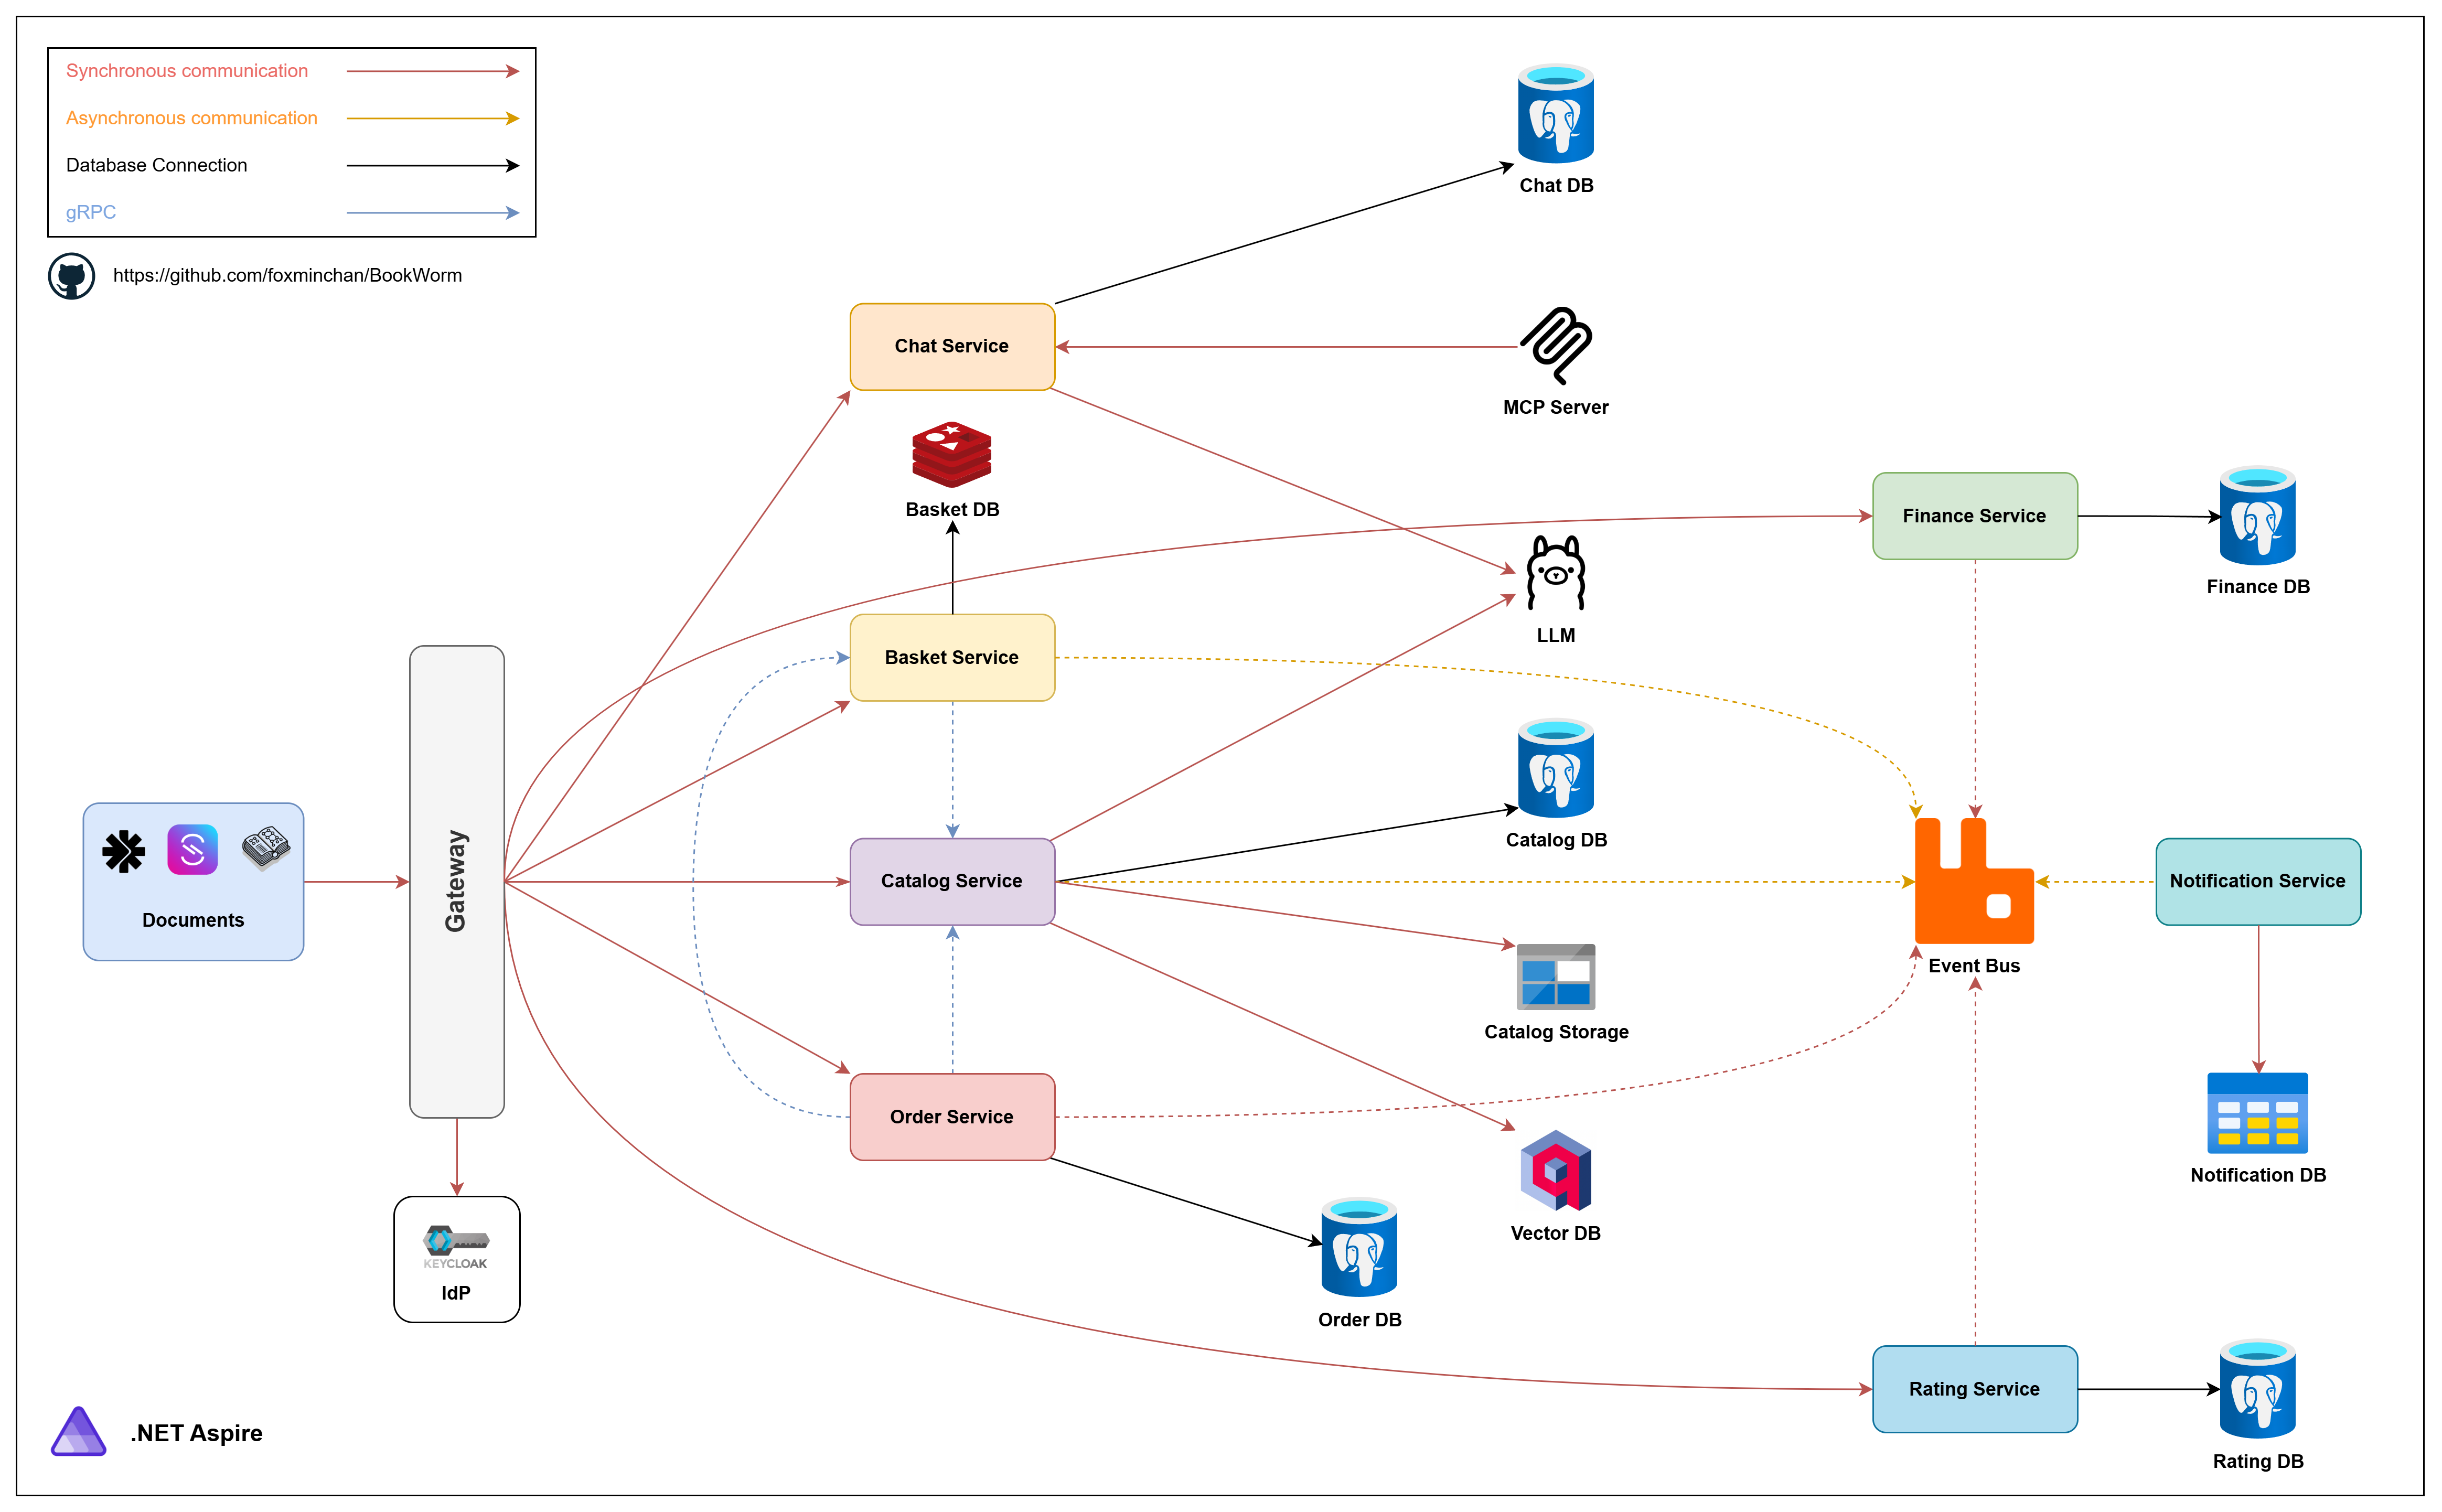 Synchronous communication
Asynchronous communication
Database Connection
gRPC
https://github.com/foxminchan/BookWorm
Chat DB
Chat Service
MCP Server
Basket DB
Finance Service
Finance DB
LLM
Basket Service
Gateway
Catalog DB
Documents
Catalog Service
Notification Service
Event Bus
Catalog Storage
Order Service
Notification DB
Vector DB
KEYCLOAK
IdP
Order DB
Rating Service
.NET Aspire
Rating DB